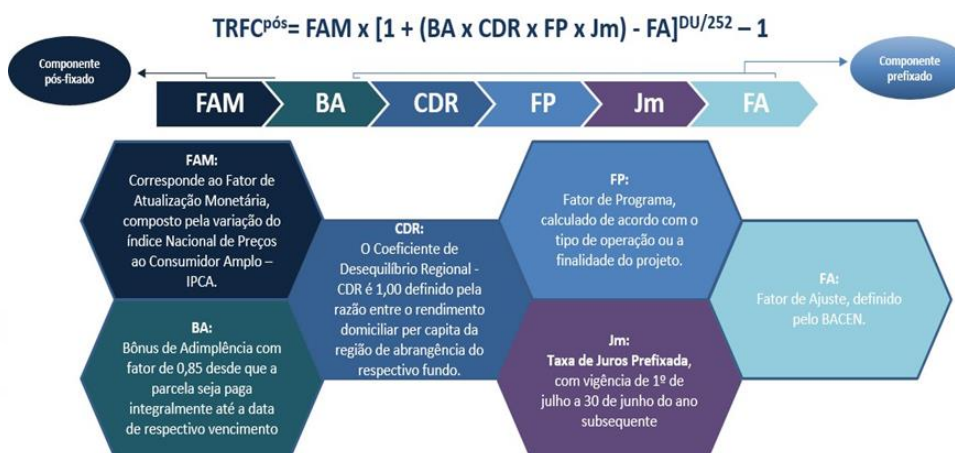 TRFCpós= FAM x [1 + (BA x CDR x FP x Jm) - FA]DU/252 – 1
Componente
pós-fixado
Componente
prefixado
FAM
BA
CDR
FP
Jm
FA
FAM:
Corresponde ao Fator de
Atualização Monetária,
composto pela variação do
índice Nacional de Preços
ao Consumidor Amplo –
IPCA.
BA:
Bônus de Adimplência com
fator de 0,85 desde que a
parcela seja paga
integralmente até a data
de respectivo vencimento
CDR:
O Coeficiente de
Desequilíbrio Regional -
CDR é 1,00 definido pela
razão entre o rendimento
domiciliar per capita da
região de abrangência do
respectivo fundo.
FP:
Fator de Programa,
calculado de acordo com o
tipo de operação ou a
finalidade do projeto.
Jm:
Taxa de Juros Prefixada,
com vigência de 1º de
julho a 30 de junho do ano
subsequente
FA:
Fator de Ajuste, definido
pelo BACEN.